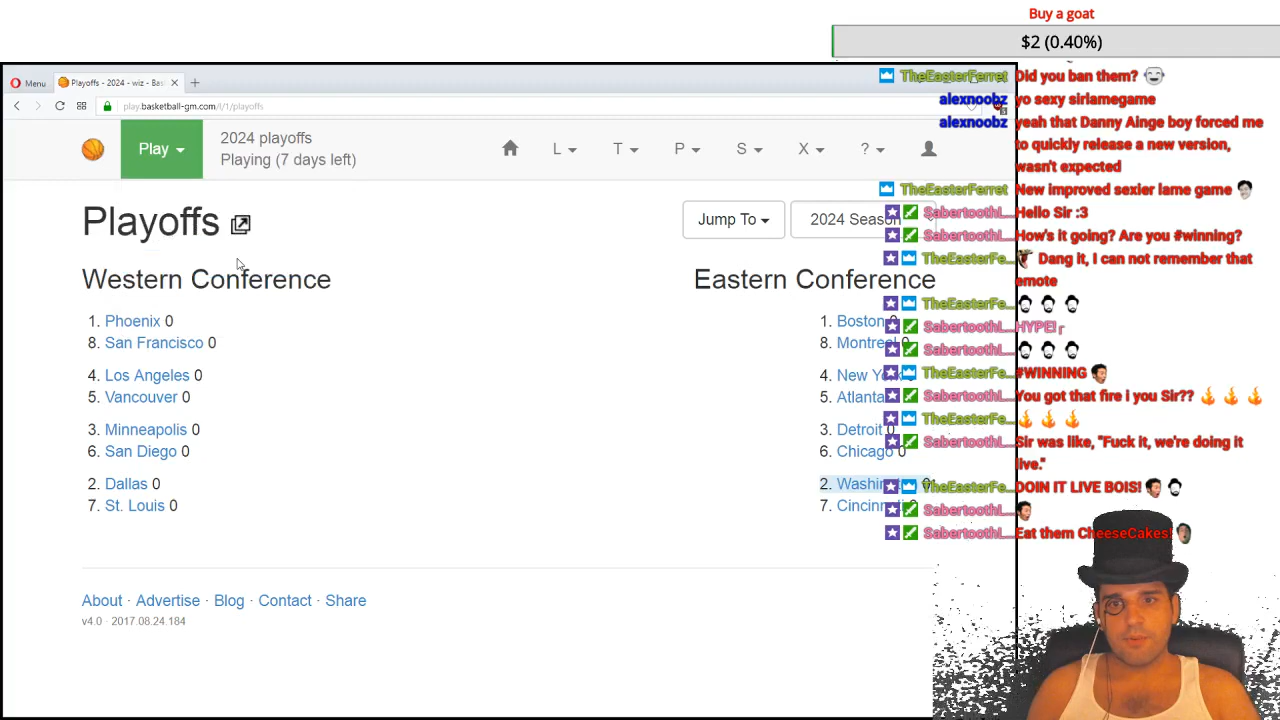 Buy a goat
$2 (0.40%)
Menu
Playoffs - 2024 - wiz - Bas
play.basketball-gm.com/l/1/playoffs
Play
2024 playoffs
Playing (7 days left)
L
T
P
S
X
?
Playoffs
Jump To
2024 Season
Western Conference
1. Phoenix 0
8. San Francisco 0
4. Los Angeles 0
5. Vancouver 0
3. Minneapolis 0
6. San Diego 0
2. Dallas 0
7. St. Louis 0
Eastern Conference
1. Boston
8. Montreal 0
4. New
5. Atlanta
3. Detroit 0
6. Chicago 0
2.
7.
About · Advertise · Blog · Contact · Share
v4.0 · 2017.08.24.184
TheEasterFerret Did you ban them?
alexnoobz yo sexy sirlamegame
alexnoobz yeah that Danny Ainge boy forced me
to quickly release a new version,
wasn't expected
TheEasterFerret New improved sexier lame game
SabertoothL... Hello Sir :3
SabertoothL... How's it going? Are you #winning?
TheEasterFe... Dang it, I can not remember that
emote
TheEasterFe...
SabertoothL... HYPE!
SabertoothL...
TheEasterFe... #WINNING
SabertoothL... You got that fire i you Sir??
TheEasterFe...
SabertoothL... Sir was like, "Fuck it, we're doing it
live."
TheEasterFe... DOIN IT LIVE BOIS!
SabertoothL...
SabertoothL... Eat them CheeseCakes!